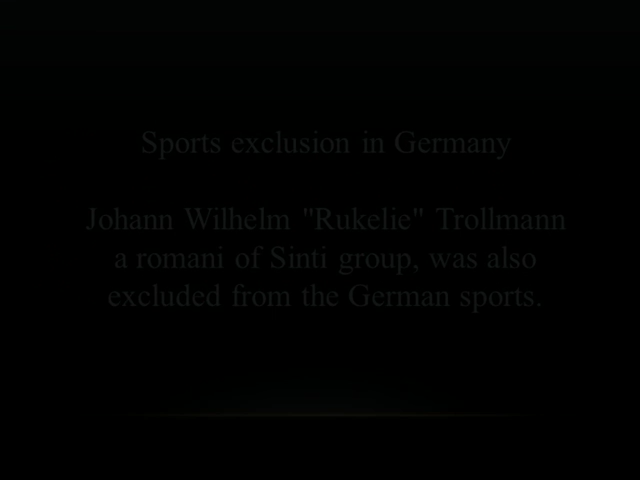 Sports exclusion in Germany
Johann Wilhelm "Rukelie" Trollmann
a romani of Sinti group, was also
excluded from the German sports.